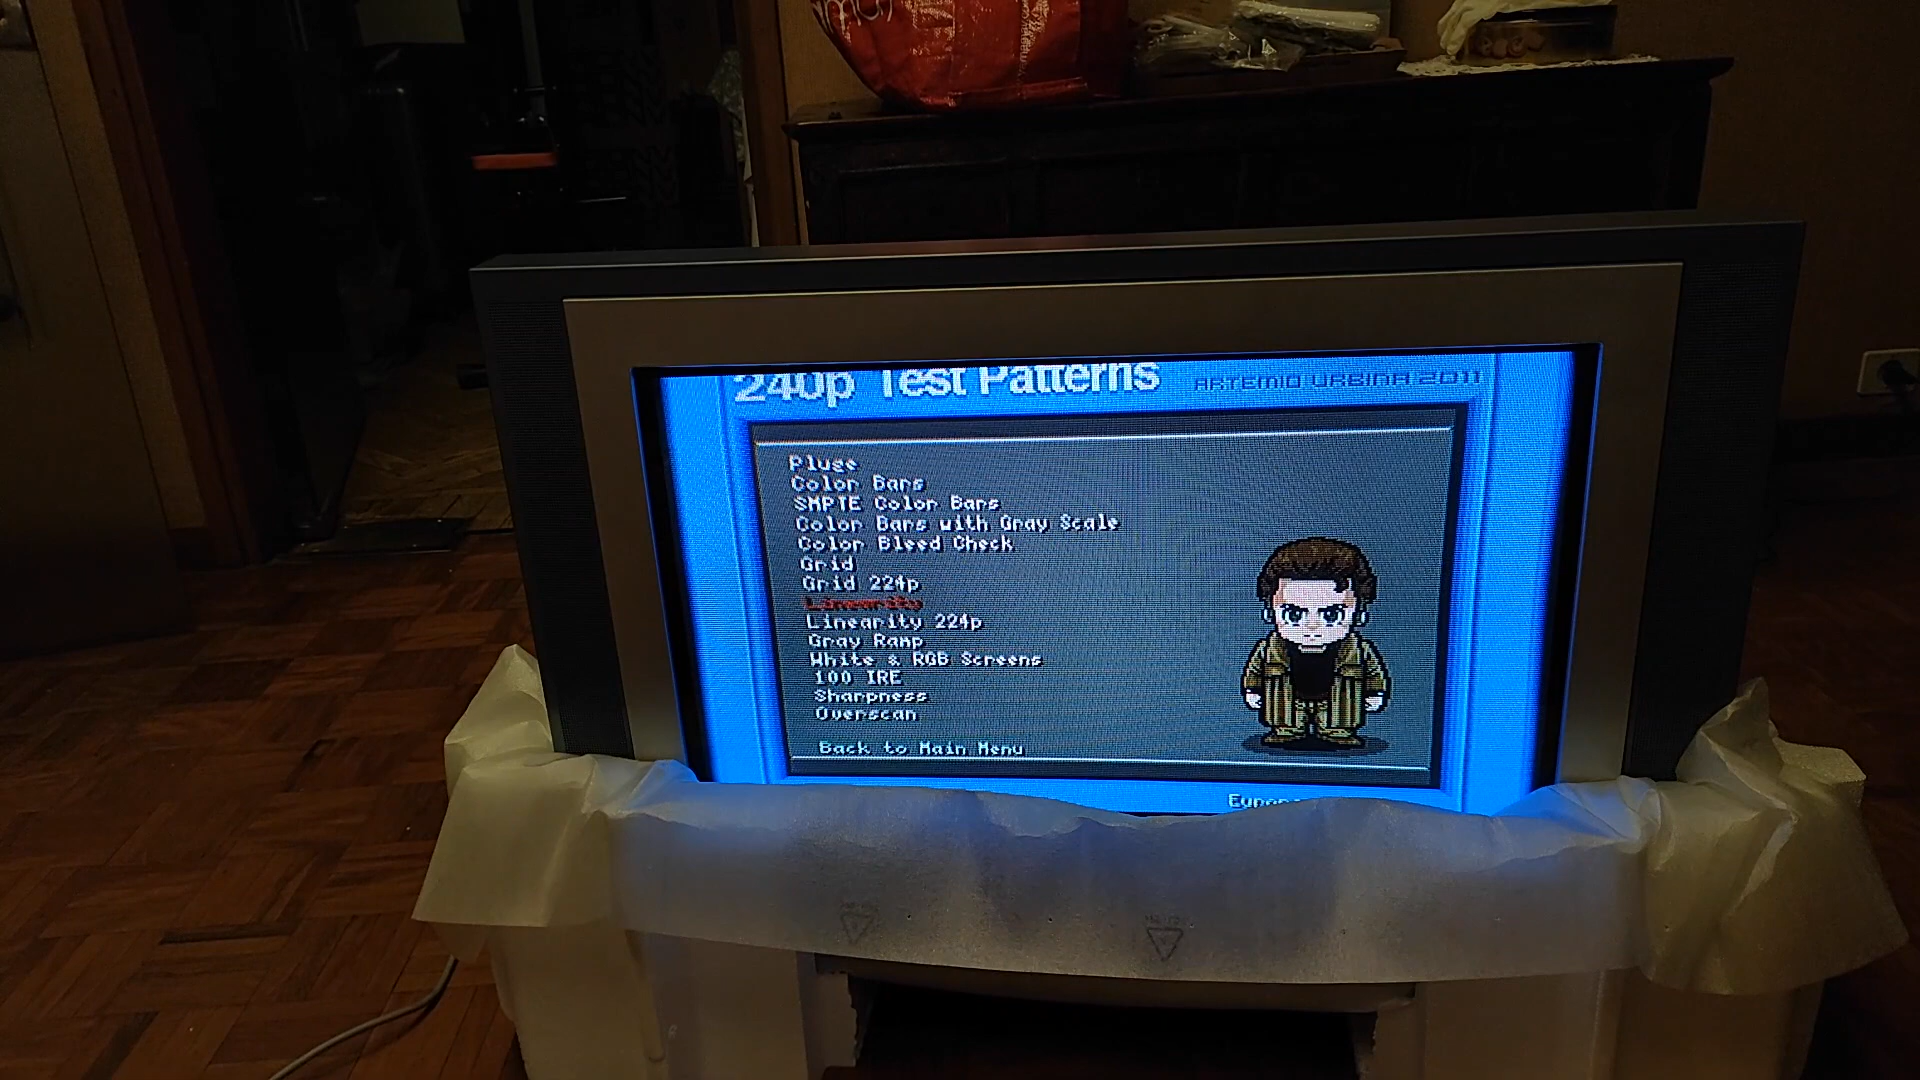 240p Test Patterns
ARTEMIO URBINA 2011
Pluge
Color Bars
SMPTE Color Bars
Color Bars with Gray Scale
Color Bleed Check
Grid
Grid 224p
Linearity
Linearity 224p
Gray Ramp
White & RGB Screens
100 IRE
Sharpness
Overscan
Back to Main Menu